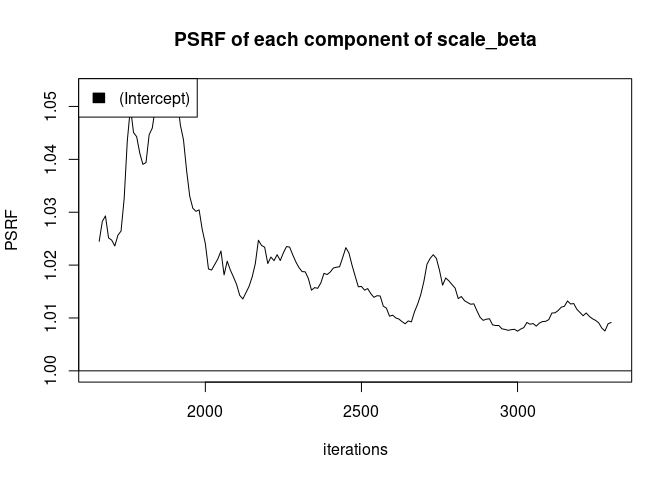 PSRF of each component of scale_beta
(Intercept)
PSRF
1.05
1.04
1.03
1.02
1.01
1.00
2000 2500 3000
iterations